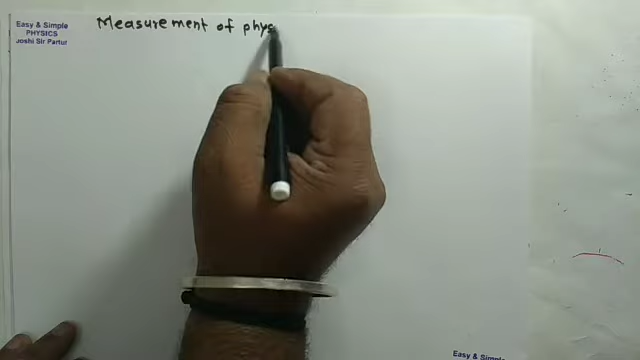 Easy & Simple
PHYSICS
Joshi Sir Partur
Measurement of phys
Easy & Simple